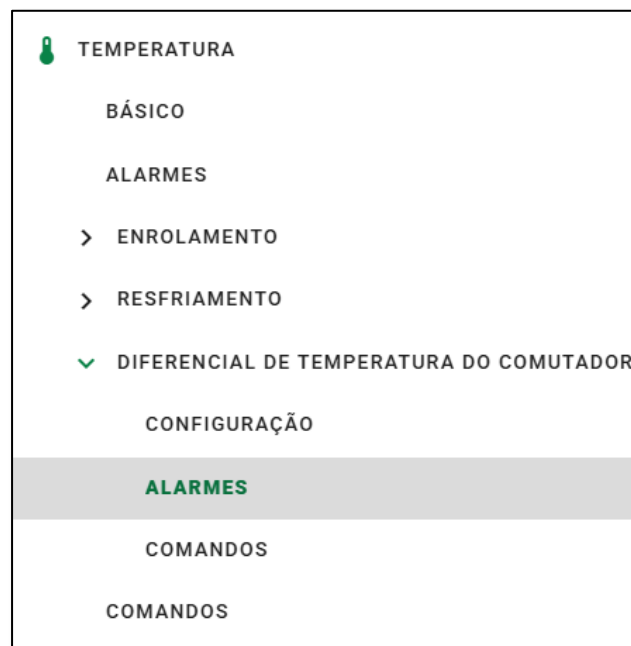 TEMPERATURA
BÁSICO
ALARMES
ENROLAMENTO
RESFRIAMENTO
DIFERENCIAL DE TEMPERATURA DO COMUTADOR
CONFIGURAÇÃO
ALARMES
COMANDOS
COMANDOS